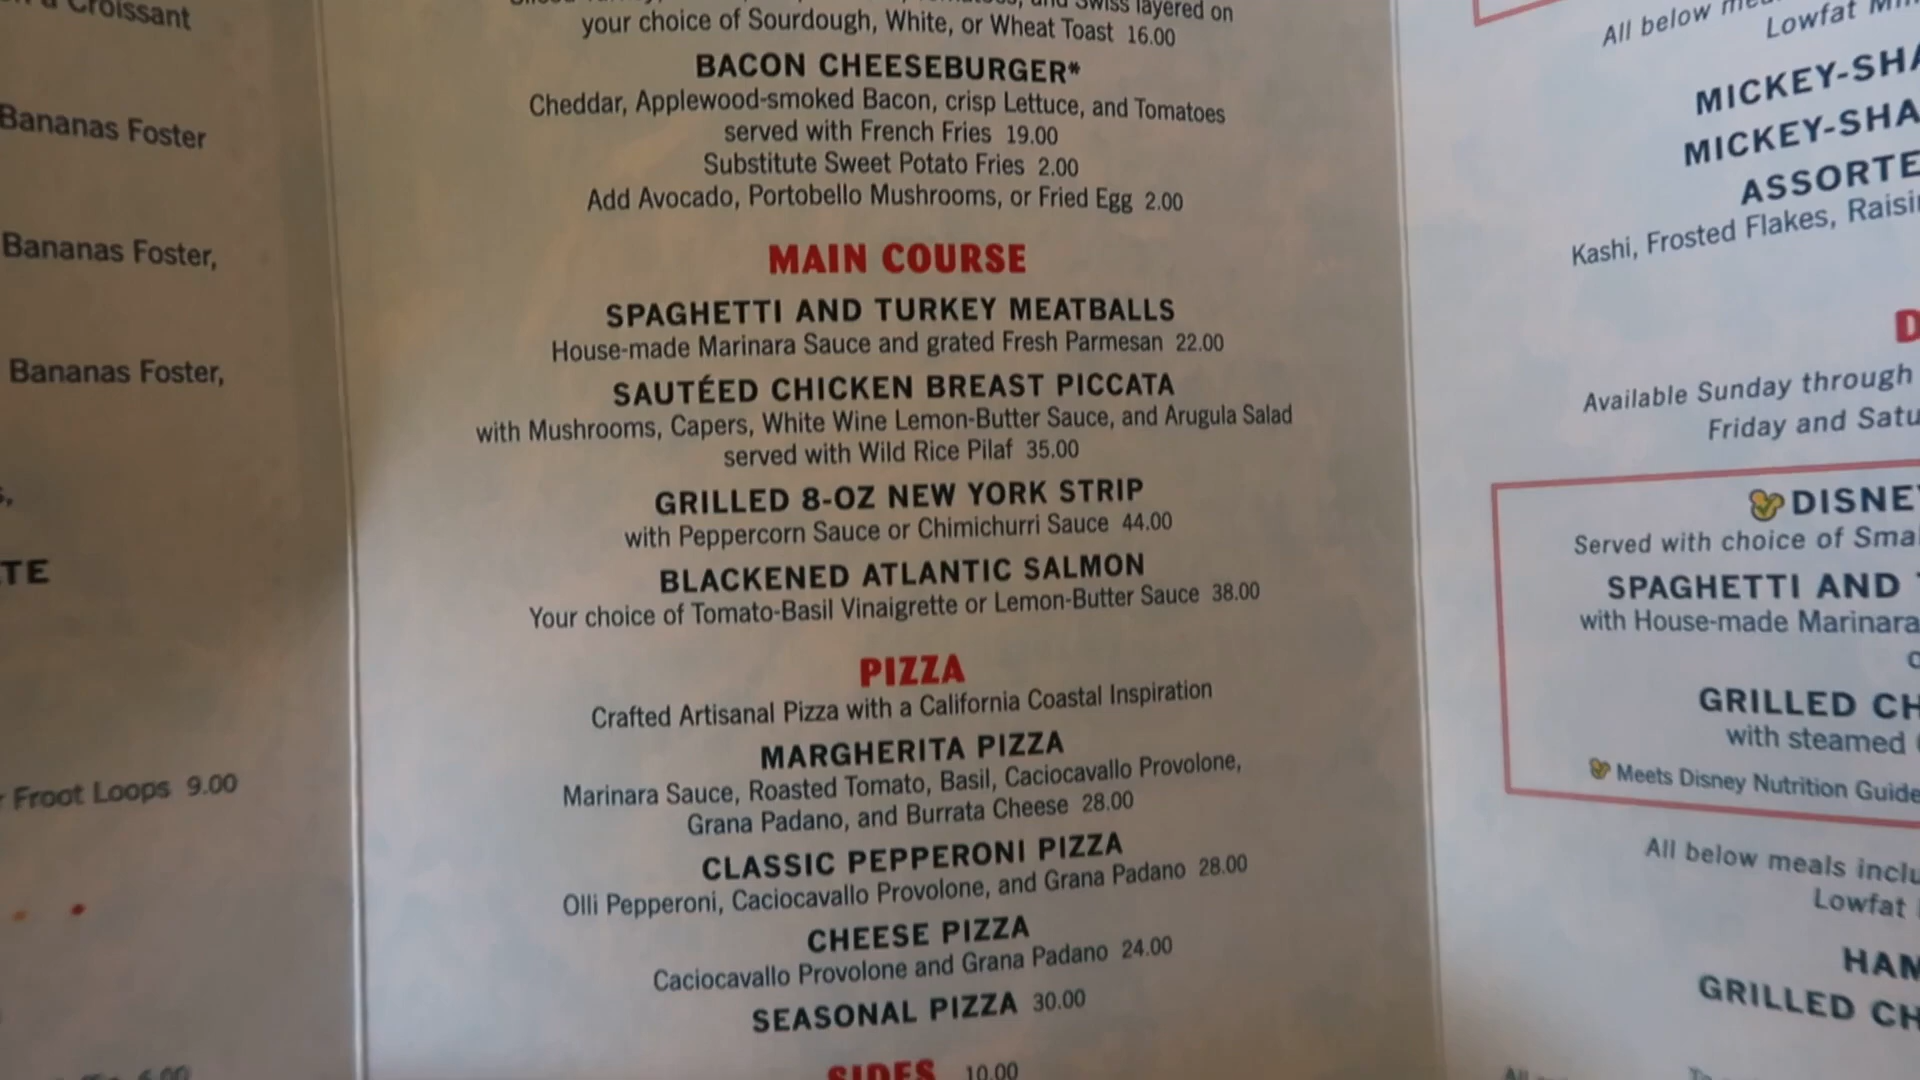 Croissant
Bananas Foster
Bananas Foster,
Bananas Foster,
Froot Loops 9.00
6.00
Swiss layered on
your choice of Sourdough, White, or Wheat Toast 16.00
BACON CHEESEBURGER*
Cheddar, Applewood-smoked Bacon, crisp Lettuce, and Tomatoes
served with French Fries 19.00
Substitute Sweet Potato Fries 2.00
Add Avocado, Portobello Mushrooms, or Fried Egg 2.00
MAIN COURSE
SPAGHETTI AND TURKEY MEATBALLS
House-made Marinara Sauce and grated Fresh Parmesan 22.00
SAUTÉED CHICKEN BREAST PICCATA
with Mushrooms, Capers, White Wine Lemon-Butter Sauce, and Arugula Salad
served with Wild Rice Pilaf 35.00
GRILLED 8-OZ NEW YORK STRIP
with Peppercorn Sauce or Chimichurri Sauce 44.00
BLACKENED ATLANTIC SALMON
Your choice of Tomato-Basil Vinaigrette or Lemon-Butter Sauce 38.00
PIZZA
Crafted Artisanal Pizza with a California Coastal Inspiration
MARGHERITA PIZZA
Marinara Sauce, Roasted Tomato, Basil, Caciocavallo Provolone,
Grana Padano, and Burrata Cheese 28.00
CLASSIC PEPPERONI PIZZA
Olli Pepperoni, Caciocavallo Provolone, and Grana Padano 28.00
CHEESE PIZZA
Caciocavallo Provolone and Grana Padano 24.00
SEASONAL PIZZA 30.00
SIDES 10.00
All below
Lowfat
MICKEY-SHA
MICKEY-SHA
ASSORTE
Kashi, Frosted Flakes, Raisi
D
Available Sunday through
Friday and Satu
DISNEY
Served with choice of Sma
SPAGHETTI AND
with House-made Marinara
GRILLED CH
with steamed
Meets Disney Nutrition Guide
All below meals inclu
Lowfat
HAM
GRILLED CH